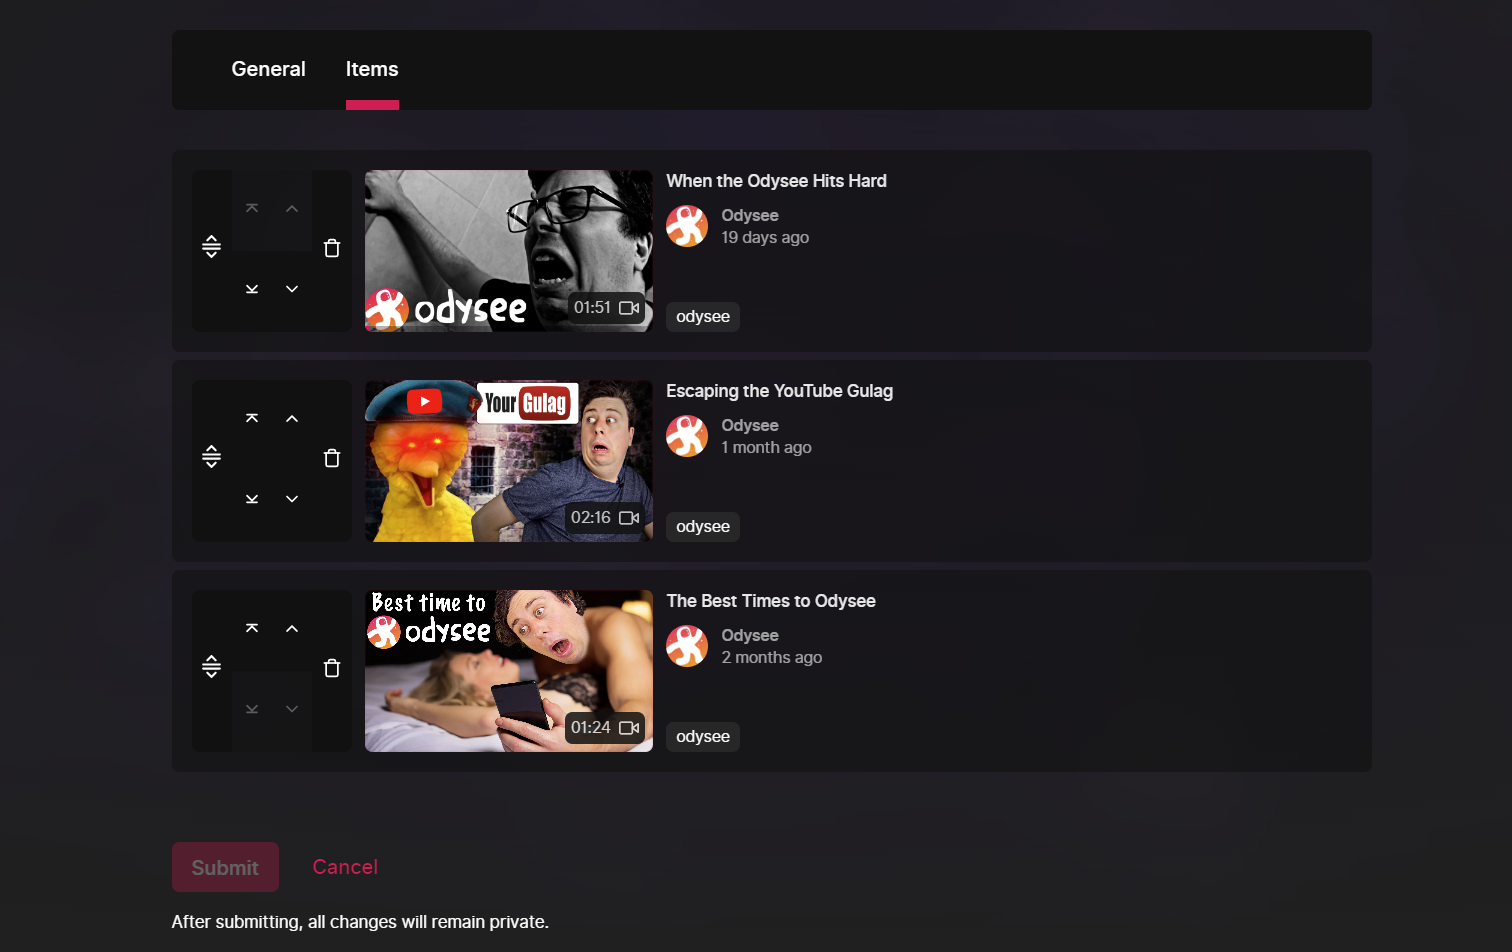 General Items
When the Odysee Hits Hard
Odysee
19 days ago
odysee
01:51
odysee
Your Gulag
Escaping the YouTube Gulag
Odysee
1 month ago
02:16
odysee
Best time to
odysee
The Best Times to Odysee
Odysee
2 months ago
01:24
odysee
Submit Cancel
After submitting, all changes will remain private.